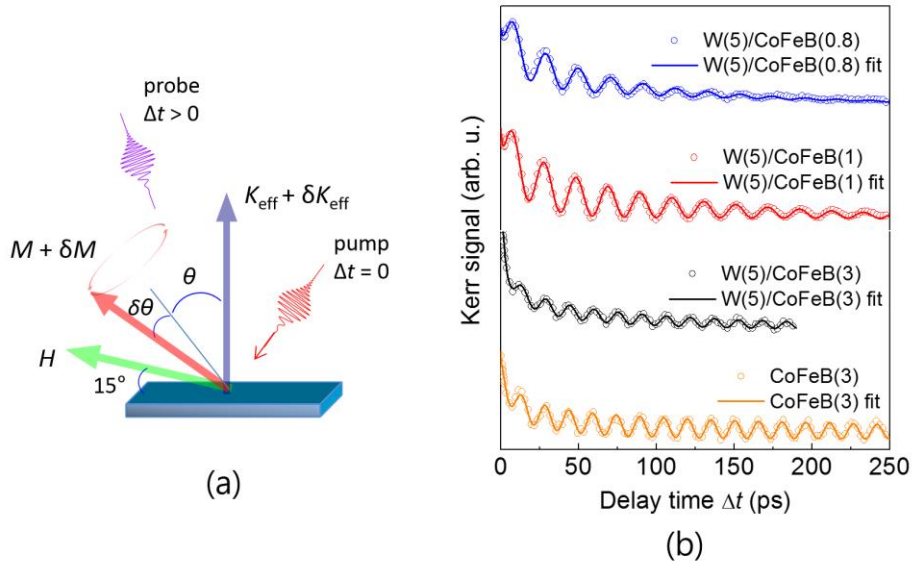 probe
Δt > 0
K_eff + δK_eff
M + δM
θ
pump
Δt = 0
δθ
H
15°
(a)
W(5)/CoFeB(0.8)
W(5)/CoFeB(0.8) fit
W(5)/CoFeB(1)
W(5)/CoFeB(1) fit
W(5)/CoFeB(3)
W(5)/CoFeB(3) fit
CoFeB(3)
CoFeB(3) fit
Kerr signal (arb. u.)
0 50 100 150 200 250
Delay time Δt (ps)
(b)